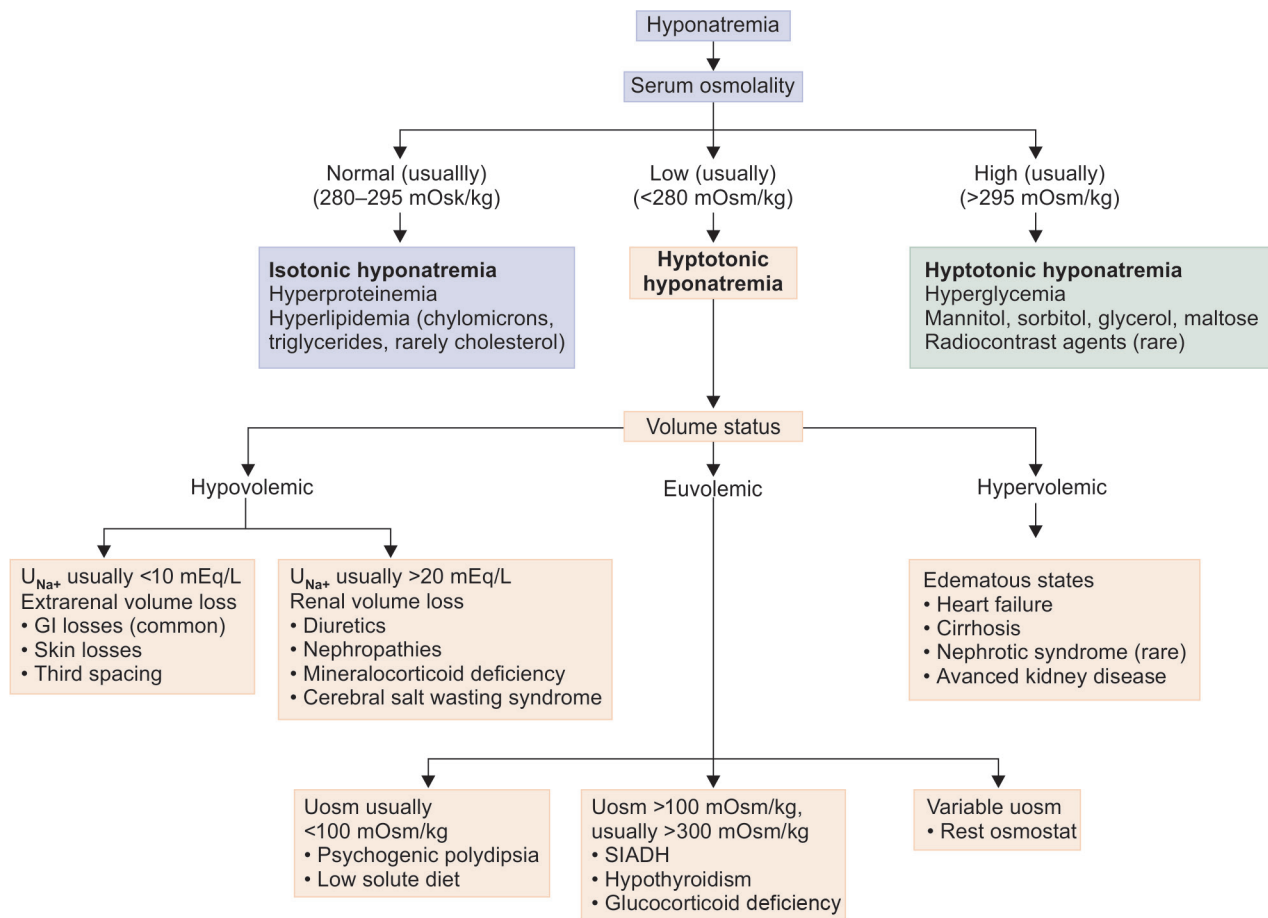 Hyponatremia
Serum osmolality
Normal (usuallly)
(280–295 mOsk/kg)
Low (usually)
(<280 mOsm/kg)
High (usually)
(>295 mOsm/kg)
Isotonic hyponatremia
Hyperproteinemia
Hyperlipidemia (chylomicrons,
triglycerides, rarely cholesterol)
Hyptotonic
hyponatremia
Hyptotonic hyponatremia
Hyperglycemia
Mannitol, sorbitol, glycerol, maltose
Radiocontrast agents (rare)
Volume status
Hypovolemic
Euvolemic
Hypervolemic
UNa+ usually <10 mEq/L
Extrarenal volume loss
• GI losses (common)
• Skin losses
• Third spacing
UNa+ usually >20 mEq/L
Renal volume loss
• Diuretics
• Nephropathies
• Mineralocorticoid deficiency
• Cerebral salt wasting syndrome
Edematous states
• Heart failure
• Cirrhosis
• Nephrotic syndrome (rare)
• Avanced kidney disease
Uosm usually
<100 mOsm/kg
• Psychogenic polydipsia
• Low solute diet
Uosm >100 mOsm/kg,
usually >300 mOsm/kg
• SIADH
• Hypothyroidism
• Glucocorticoid deficiency
Variable uosm
• Rest osmostat